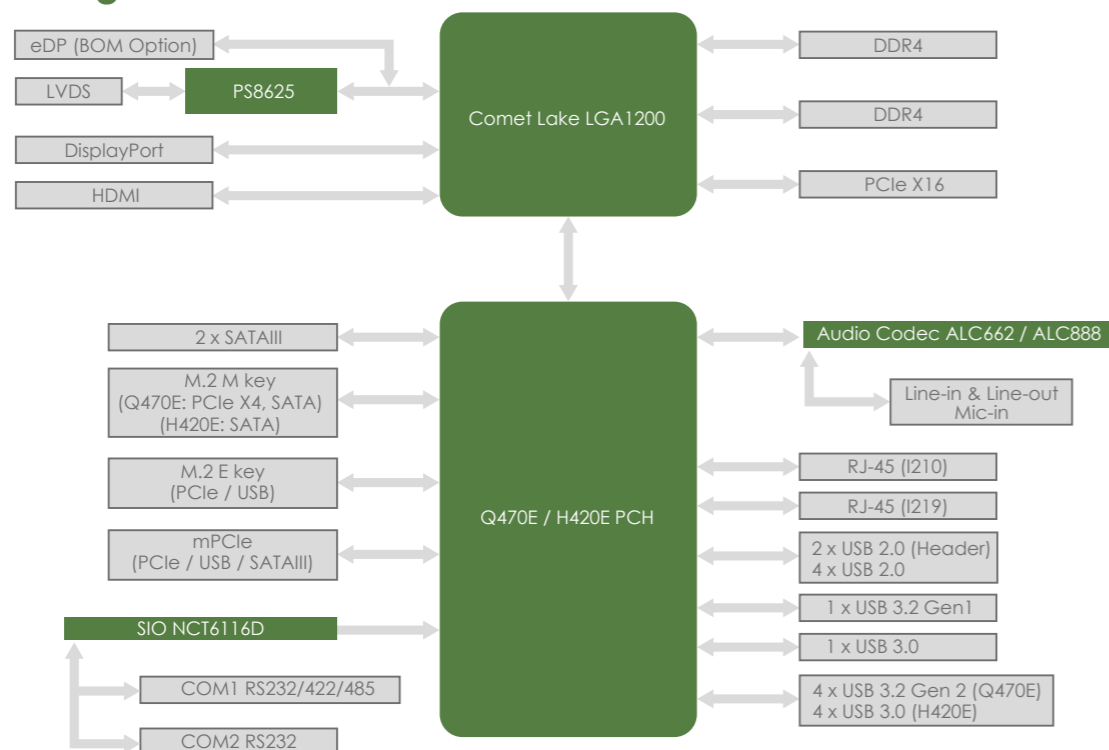 eDP (BOM Option)
LVDS
PS8625
DisplayPort
HDMI
Comet Lake LGA1200
DDR4
DDR4
PCIe X16
2 x SATAIII
M.2 M key
(Q470E: PCIe X4, SATA)
(H420E: SATA)
M.2 E key
(PCIe / USB)
mPCIe
(PCIe / USB / SATAIII)
SIO NCT6116D
COM1 RS232/422/485
COM2 RS232
Q470E / H420E PCH
Audio Codec ALC662 / ALC888
Line-in & Line-out
Mic-in
RJ-45 (I210)
RJ-45 (I219)
2 x USB 2.0 (Header)
4 x USB 2.0
1 x USB 3.2 Gen1
1 x USB 3.0
4 x USB 3.2 Gen 2 (Q470E)
4 x USB 3.0 (H420E)